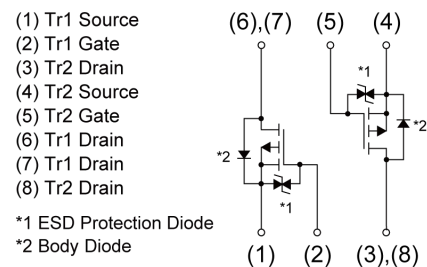 (1) Tr1 Source
(2) Tr1 Gate
(3) Tr2 Drain
(4) Tr2 Source
(5) Tr2 Gate
(6) Tr1 Drain
(7) Tr1 Drain
(8) Tr2 Drain
*1 ESD Protection Diode
*2 Body Diode
(6),(7) (5) (4)
*1
*2
*2
*1
(1) (2) (3),(8)